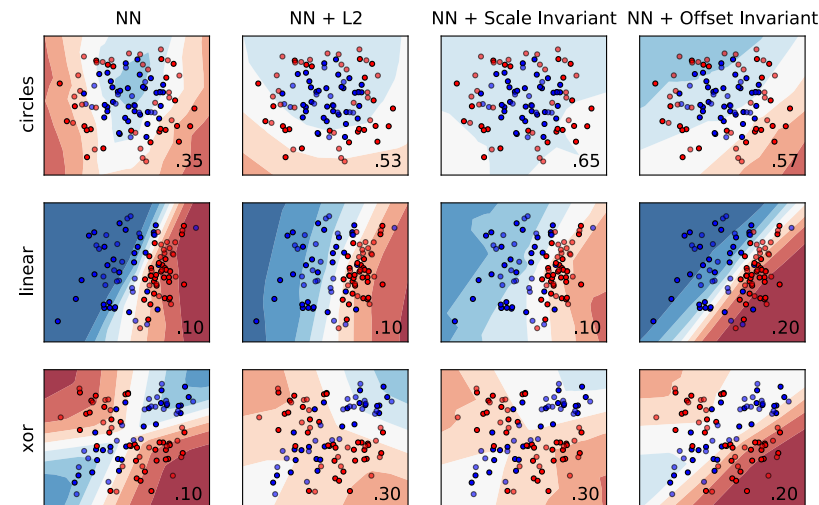 NN NN + L2 NN + Scale Invariant NN + Offset Invariant
circles
.35 .53 .65 .57
linear
.10 .10 .10 .20
xor
.10 .30 .30 .20